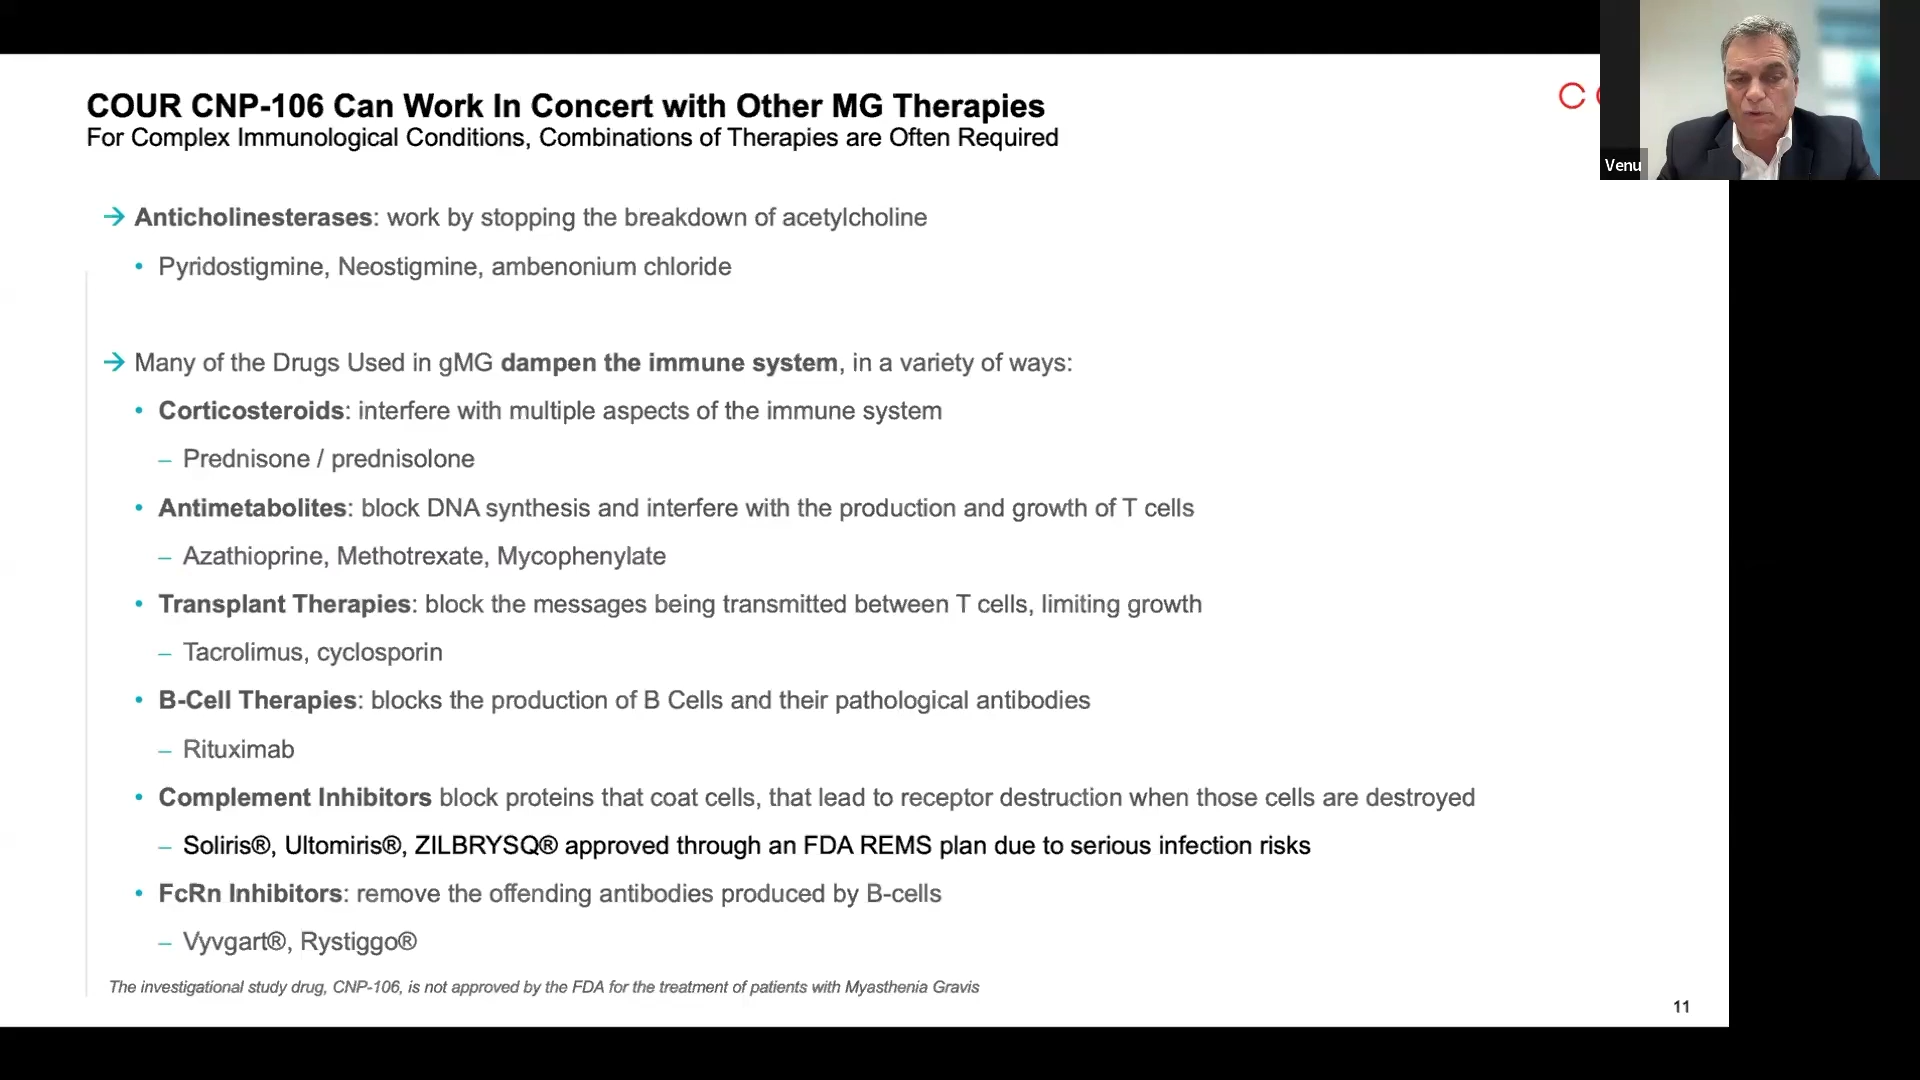 COUR CNP-106 Can Work In Concert with Other MG Therapies
For Complex Immunological Conditions, Combinations of Therapies are Often Required
Venu
→ Anticholinesterases: work by stopping the breakdown of acetylcholine
• Pyridostigmine, Neostigmine, ambenonium chloride
→ Many of the Drugs Used in gMG dampen the immune system, in a variety of ways:
• Corticosteroids: interfere with multiple aspects of the immune system
– Prednisone / prednisolone
• Antimetabolites: block DNA synthesis and interfere with the production and growth of T cells
– Azathioprine, Methotrexate, Mycophenylate
• Transplant Therapies: block the messages being transmitted between T cells, limiting growth
– Tacrolimus, cyclosporin
• B-Cell Therapies: blocks the production of B Cells and their pathological antibodies
– Rituximab
• Complement Inhibitors block proteins that coat cells, that lead to receptor destruction when those cells are destroyed
– Soliris®, Ultomiris®, ZILBRYSQ® approved through an FDA REMS plan due to serious infection risks
• FcRn Inhibitors: remove the offending antibodies produced by B-cells
– Vyvgart®, Rystiggo®
The investigational study drug, CNP-106, is not approved by the FDA for the treatment of patients with Myasthenia Gravis
11